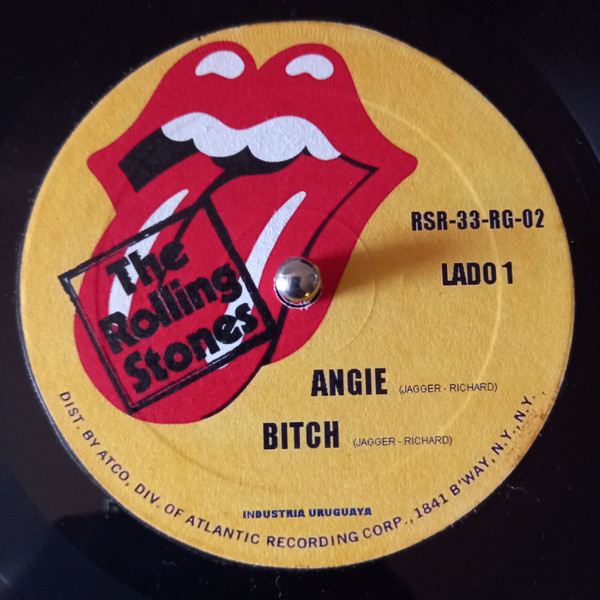 The
Rolling
Stones
RSR-33-RG-02
LADO 1
ANGIE (JAGGER - RICHARD)
BITCH (JAGGER - RICHARD)
INDUSTRIA URUGUAYA
DIST. BY ATCO, DIV. OF ATLANTIC RECORDING CORP., 1841 B'WAY, N.Y., N.Y.